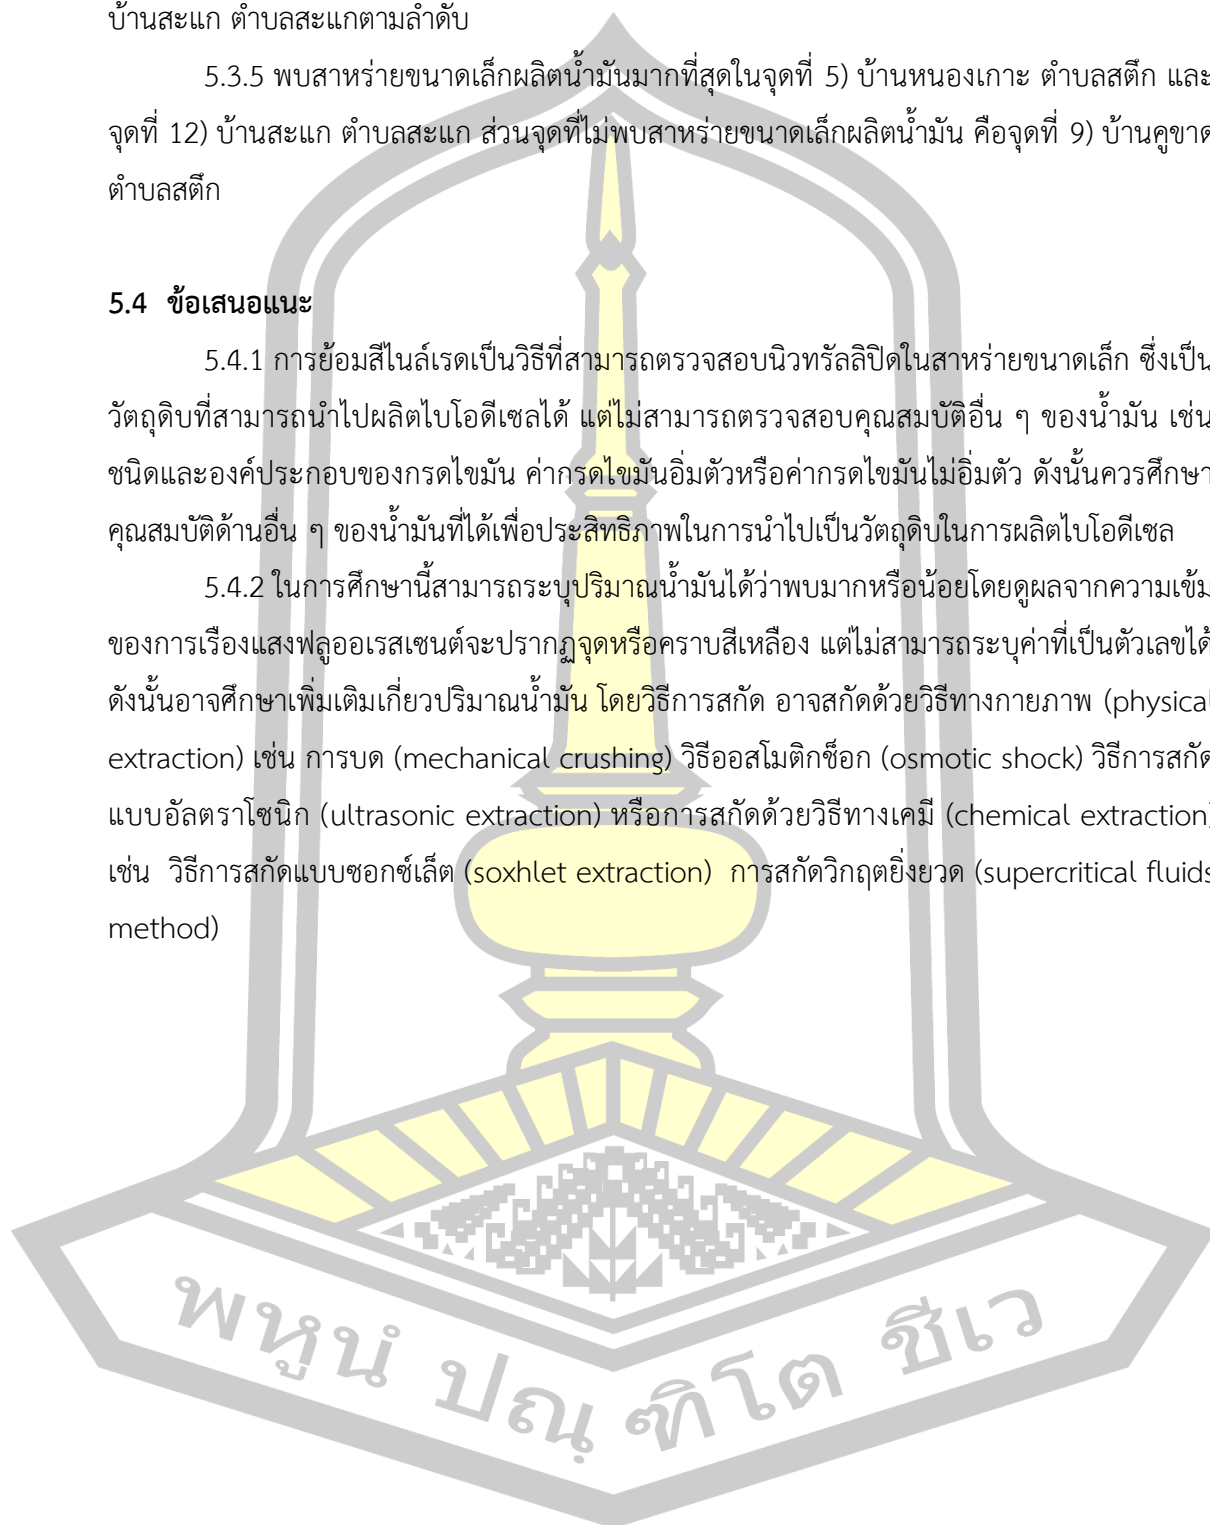 บ้านสะแก ตำบลสะแกตามลำดับ
5.3.5 พบสาหร่ายขนาดเล็กผลิตน้ำมันมากที่สุดในจุดที่ 5) บ้านหนองเกาะ ตำบลสตึก และ
จุดที่ 12) บ้านสะแก ตำบลสะแก ส่วนจุดที่ไม่พบสาหร่ายขนาดเล็กผลิตน้ำมัน คือจุดที่ 9) บ้านคูขาด
ตำบลสตึก
5.4 ข้อเสนอแนะ
5.4.1 การย้อมสีไนล์เรดเป็นวิธีที่สามารถตรวจสอบนิวทรัลลิปิดในสาหร่ายขนาดเล็ก ซึ่งเป็น
วัตถุดิบที่สามารถนำไปผลิตไบโอดีเซลได้ แต่ไม่สามารถตรวจสอบคุณสมบัติอื่น ๆ ของน้ำมัน เช่น
ชนิดและองค์ประกอบของกรดไขมัน ค่ากรดไขมันอิ่มตัวหรือค่ากรดไขมันไม่อิ่มตัว ดังนั้นควรศึกษา
คุณสมบัติด้านอื่น ๆ ของน้ำมันที่ได้เพื่อประสิทธิภาพในการนำไปเป็นวัตถุดิบในการผลิตไบโอดีเซล
5.4.2 ในการศึกษานี้สามารถระบุปริมาณน้ำมันได้ว่าพบมากหรือน้อยโดยดูผลจากความเข้ม
ของการเรืองแสงฟลูออเรสเซนต์จะปรากฏจุดหรือคราบสีเหลือง แต่ไม่สามารถระบุค่าที่เป็นตัวเลขได้
ดังนั้นอาจศึกษาเพิ่มเติมเกี่ยวปริมาณน้ำมัน โดยวิธีการสกัด อาจสกัดด้วยวิธีทางกายภาพ (physical
extraction) เช่น การบด (mechanical crushing) วิธีออสโมติกช็อก (osmotic shock) วิธีการสกัด
แบบอัลตราโซนิก (ultrasonic extraction) หรือการสกัดด้วยวิธีทางเคมี (chemical extraction)
เช่น วิธีการสกัดแบบซอกซ์เล็ต (soxhlet extraction) การสกัดวิกฤตยิ่งยวด (supercritical fluids
method)
พหูนํ ปณฺฑิโต ชีเว